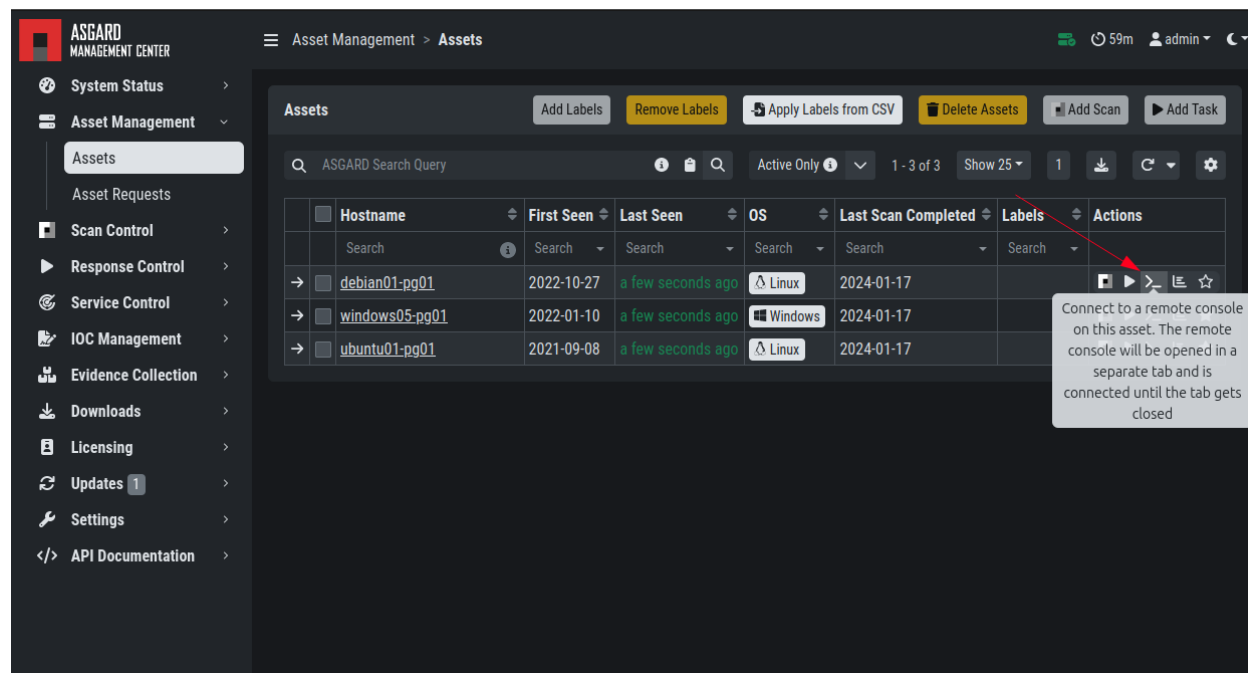 ASGARD
MANAGEMENT CENTER
Asset Management > Assets
59m
admin
System Status
Asset Management
Assets
Asset Requests
Scan Control
Response Control
Service Control
IOC Management
Evidence Collection
Downloads
Licensing
Updates 1
Settings
API Documentation
Assets
Add Labels
Remove Labels
Apply Labels from CSV
Delete Assets
Add Scan
Add Task
ASGARD Search Query
Active Only
1 - 3 of 3
Show 25
1
Hostname First Seen Last Seen OS Last Scan Completed Labels Actions
Search Search Search Search Search Search
debian01-pg01 2022-10-27 a few seconds ago Linux 2024-01-17
windows05-pg01 2022-01-10 a few seconds ago Windows 2024-01-17
ubuntu01-pg01 2021-09-08 a few seconds ago Linux 2024-01-17
Connect to a remote console
on this asset. The remote
console will be opened in a
separate tab and is
connected until the tab gets
closed